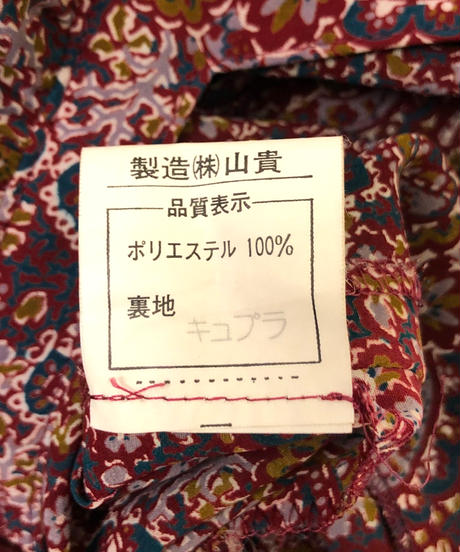 製造㈱山貴
品質表示
ポリエステル 100%
裏地
キュプラ